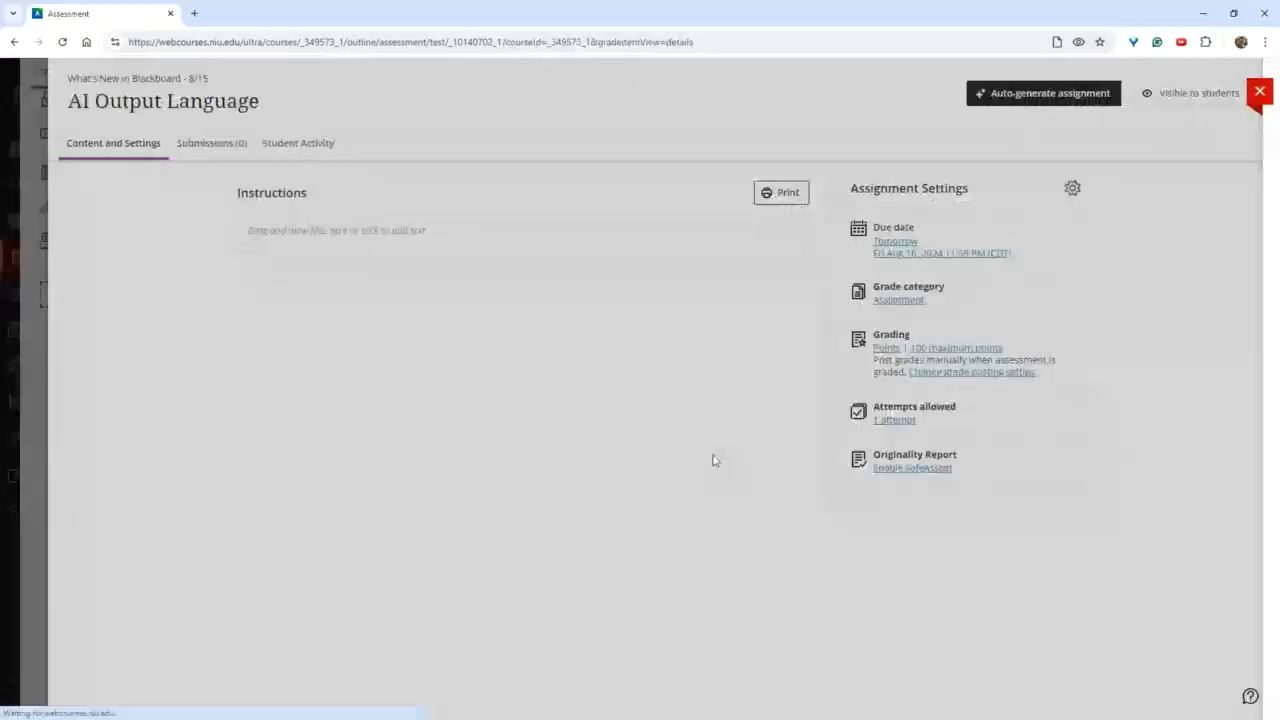 Assessment
https://webcourses.niu.edu/ultra/courses/_349573_1/outline/assessment/test/_10140702_1?courseId=_349573_1&gradeitemView=details
What's New in Blackboard - 8/15
AI Output Language
Auto-generate assignment
Visible to students
Content and Settings
Submissions (0)
Student Activity
Instructions
Print
Drag and drop files here or click to add text
Assignment Settings
Due date
Tomorrow
Fri Aug 16, 2024 11:59 PM (CDT)
Grade category
Assignment
Grading
Points | 100 maximum points
Post grades manually when assessment is
graded. Change grade posting setting.
Attempts allowed
1 attempt
Originality Report
Enable SafeAssign
Waiting for webcourses.niu.edu...